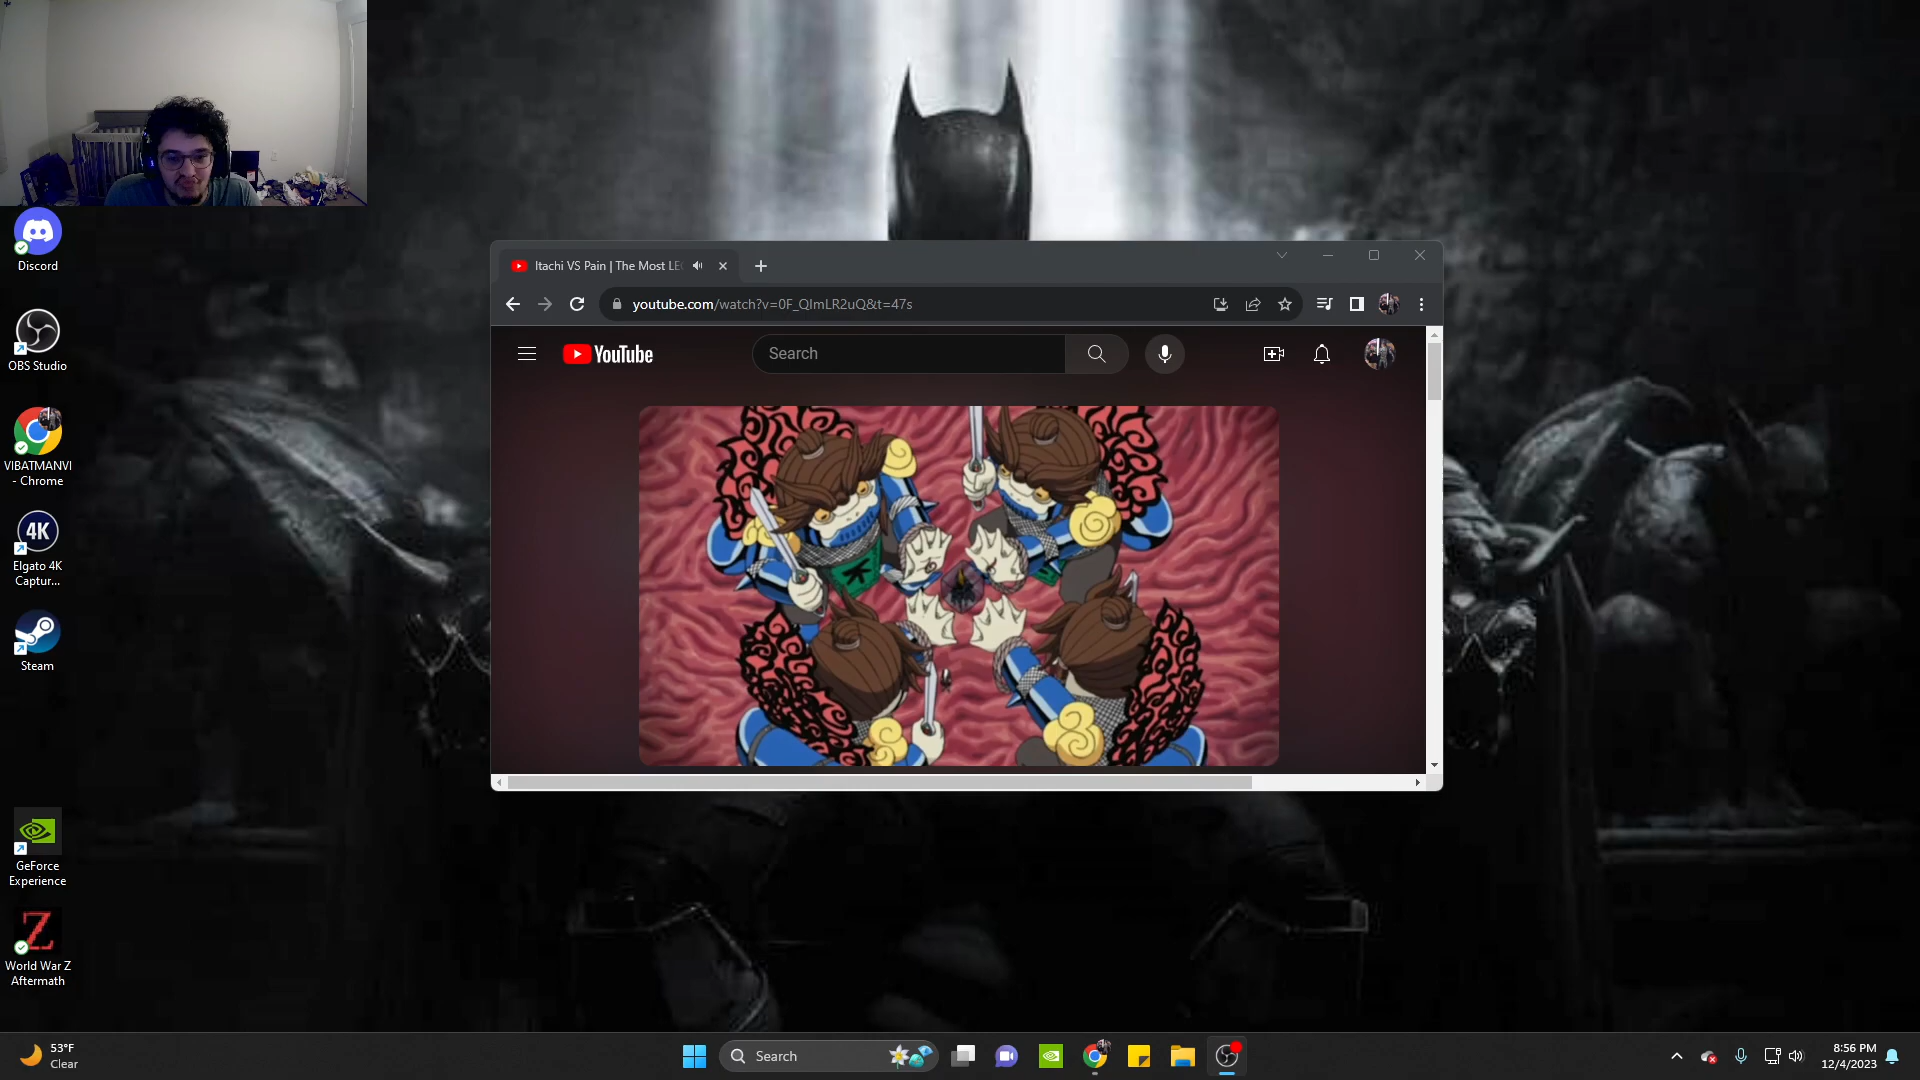 Discord
OBS Studio
VIBATMANVI
- Chrome
4K
Elgato 4K
Captur...
Steam
GeForce
Experience
Z
World War Z
Aftermath
Itachi VS Pain | The Most LE
youtube.com/watch?v=0F_QImLR2uQ&t=47s
YouTube
Search
53°F
Clear
Search
8:56 PM
12/4/2023